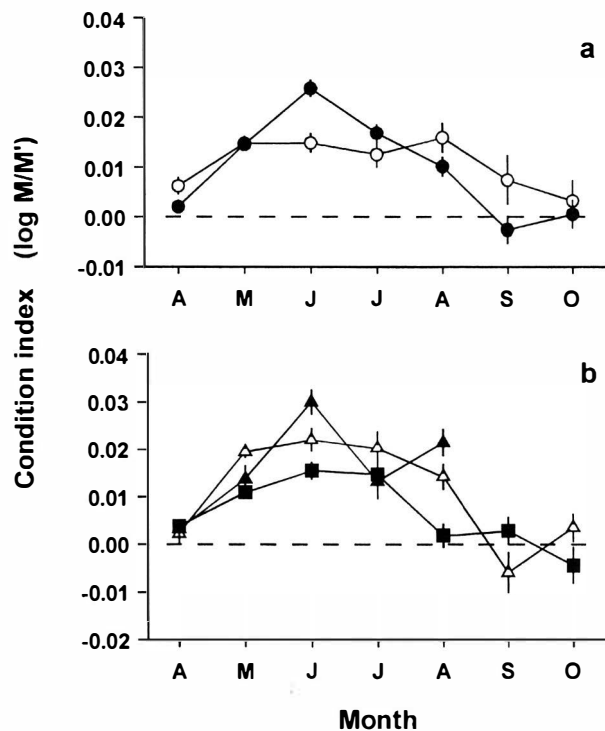 a
0.04
0.03
0.02
0.01
0.00
-0.01
A M J J A S O
b
0.04
0.03
0.02
0.01
0.00
-0.01
-0.02
A M J J A S O
Month
Condition index (log M/M')